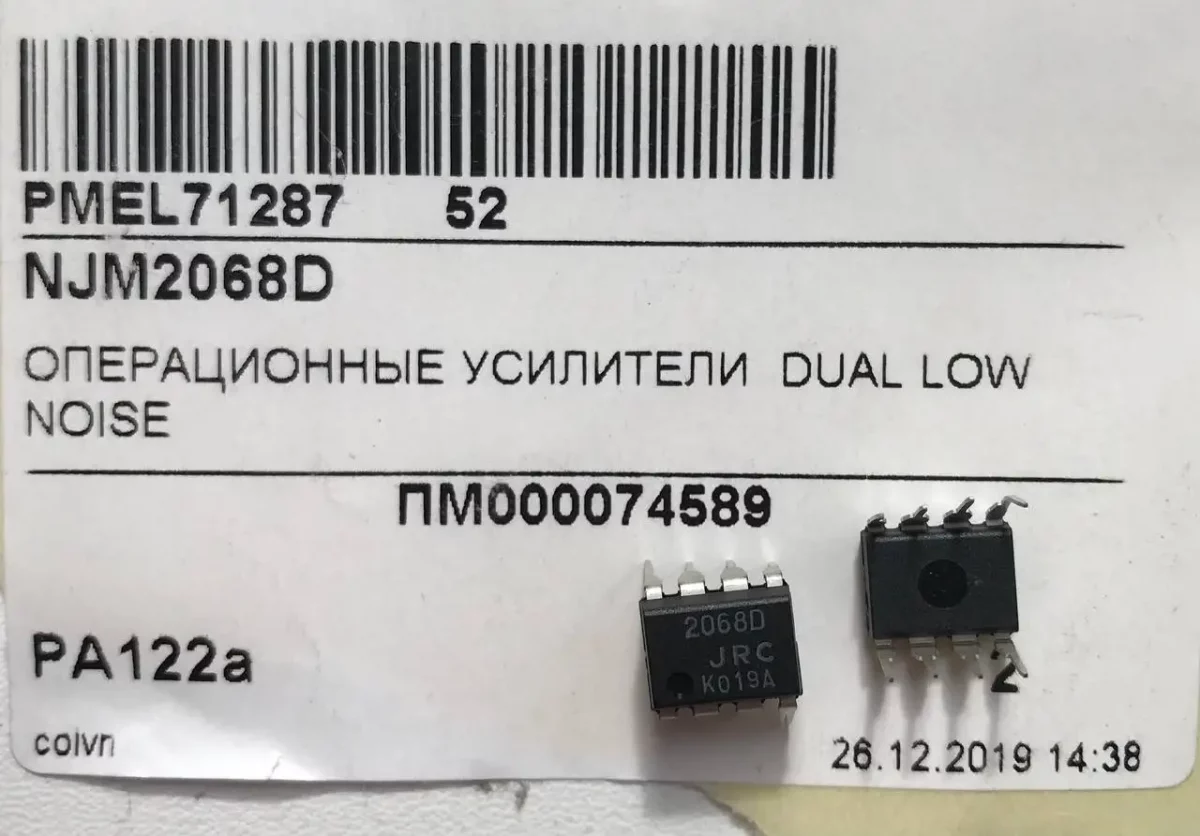 PMEL71287 52
NJM2068D
ОПЕРАЦИОННЫЕ УСИЛИТЕЛИ DUAL LOW
NOISE
ПМ000074589
2068D
JRC
K019A
PA122a
2
coivn
26.12.2019 14:38